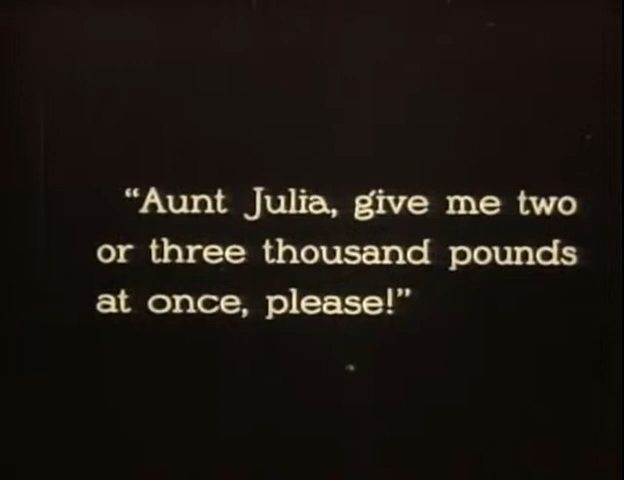 “Aunt Julia, give me two
or three thousand pounds
at once, please!”